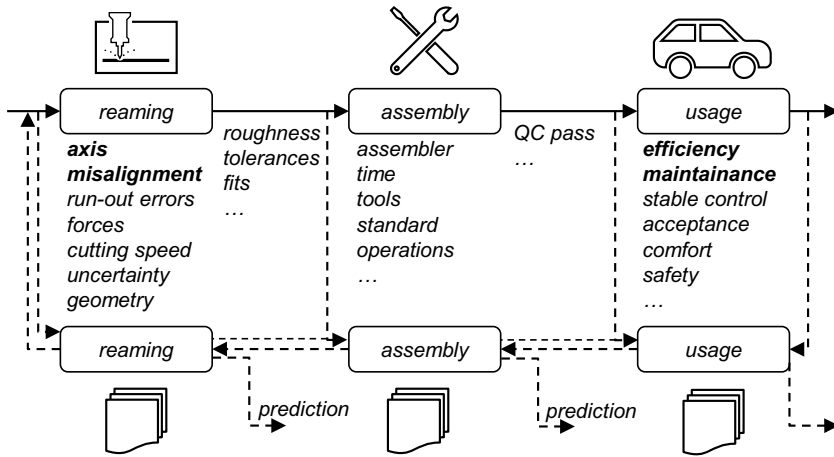 reaming
assembly
usage
axis
misalignment
run-out errors
forces
cutting speed
uncertainty
geometry
roughness
tolerances
fits
...
assembler
time
tools
standard
operations
...
QC pass
...
efficiency
maintainance
stable control
acceptance
comfort
safety
...
reaming
assembly
usage
prediction
prediction